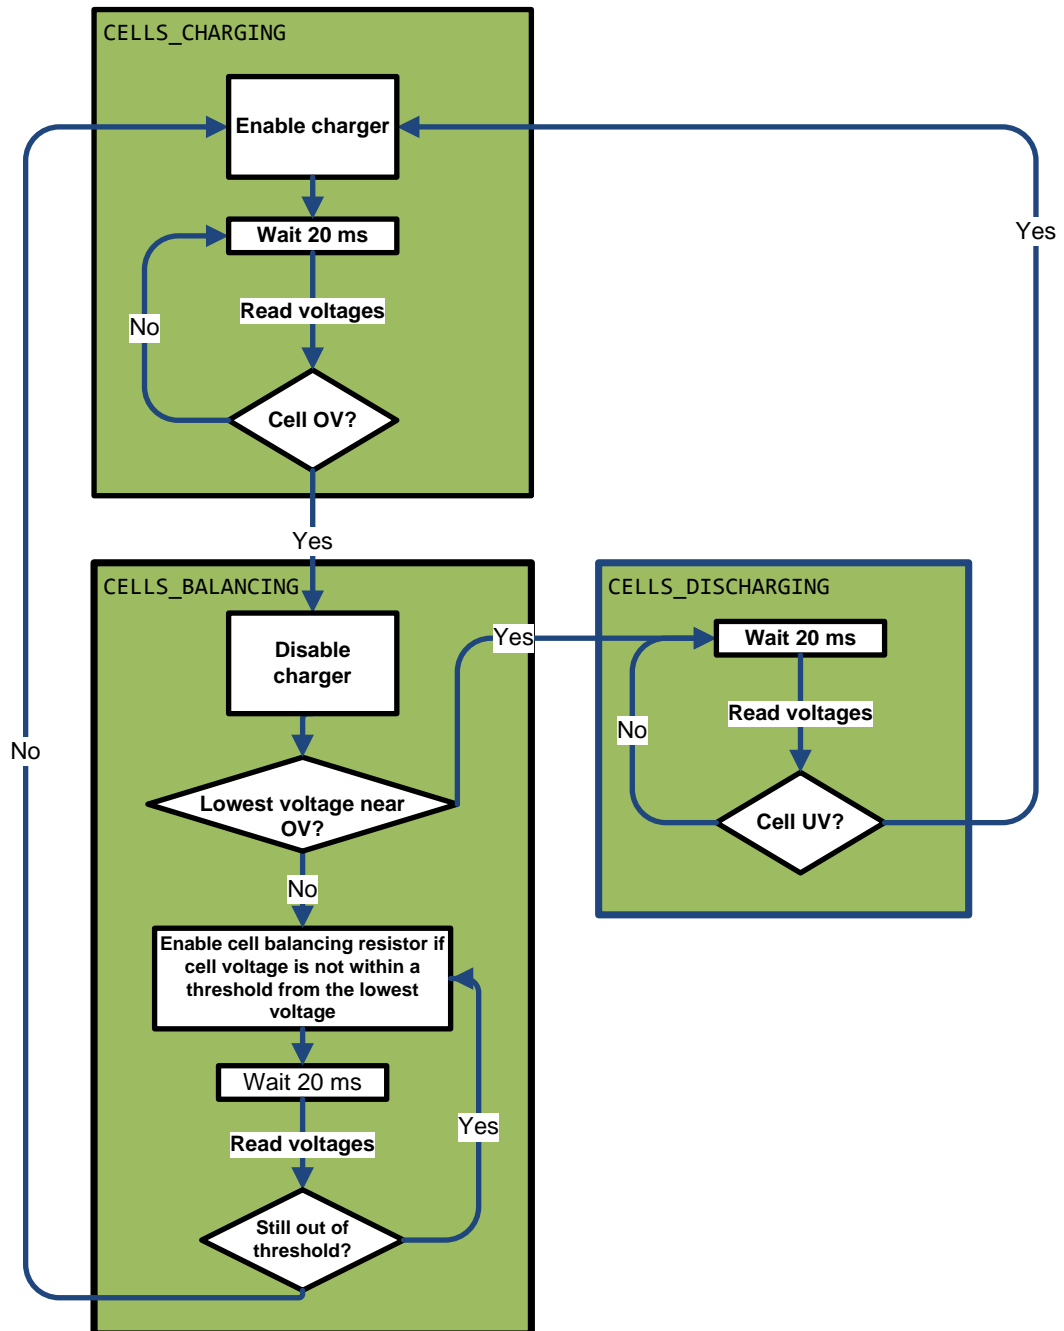 CELLS_CHARGING
Enable charger
Wait 20 ms
Read voltages
No
Cell OV?
Yes
Yes
CELLS_BALANCING
Disable
charger
Yes
Lowest voltage near
OV?
No
Enable cell balancing resistor if
cell voltage is not within a
threshold from the lowest
voltage
Wait 20 ms
Read voltages
Yes
Still out of
threshold?
No
CELLS_DISCHARGING
Wait 20 ms
Read voltages
No
Cell UV?